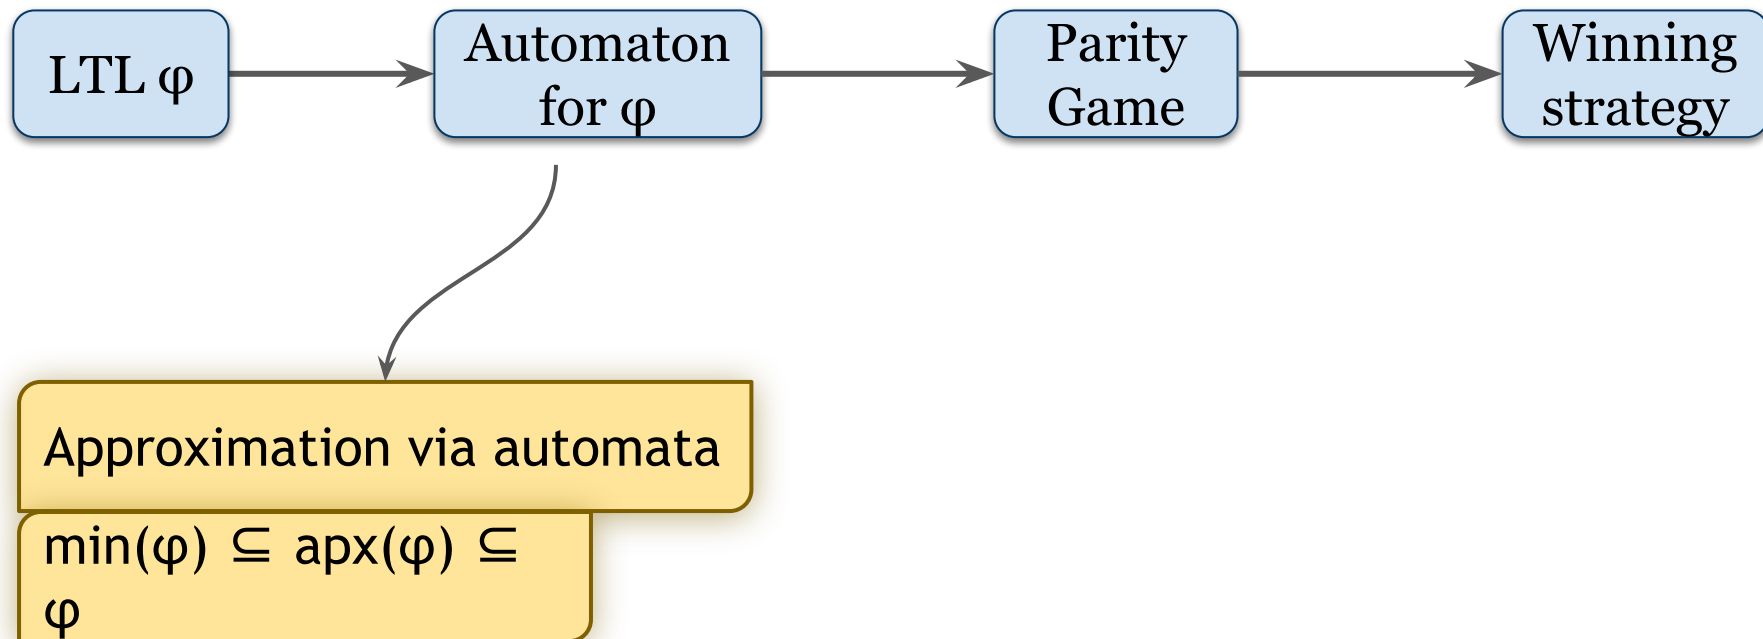 LTL φ
Automaton
for φ
Parity
Game
Winning
strategy
Approximation via automata
min(φ) ⊆ apx(φ) ⊆
φ